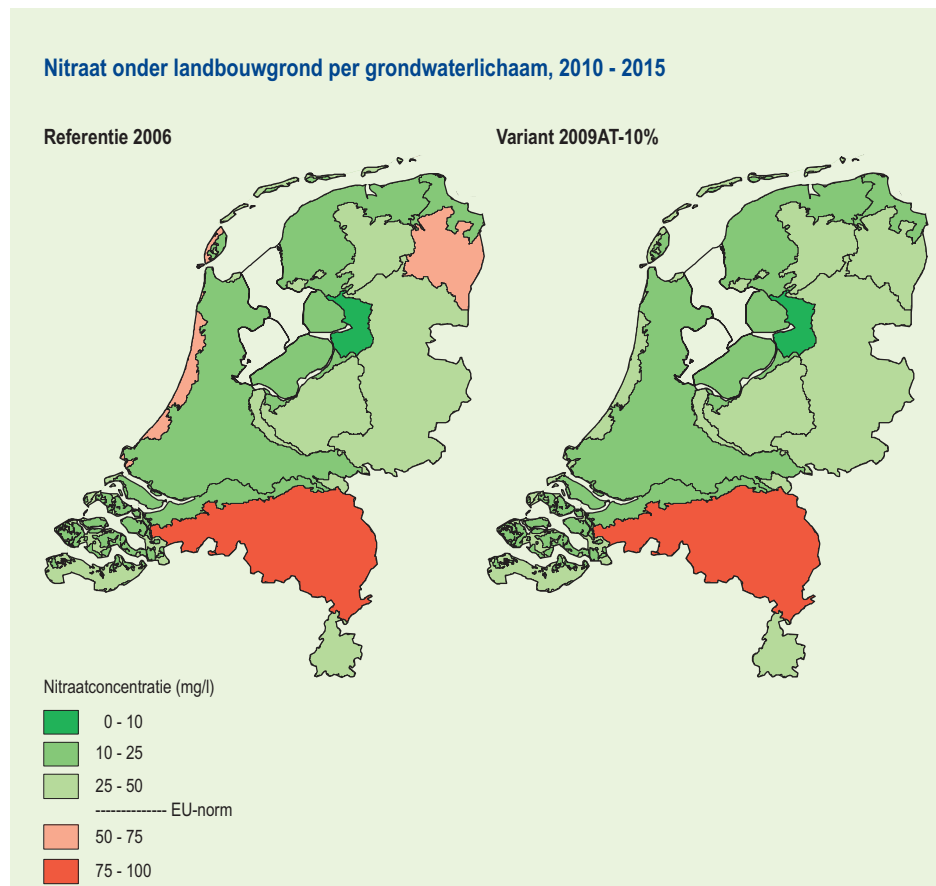 Nitraat onder landbouwgrond per grondwaterlichaam, 2010 - 2015
Referentie 2006
Variant 2009AT-10%
Nitraatconcentratie (mg/l)
0 - 10
10 - 25
25 - 50
-------------- EU-norm
50 - 75
75 - 100